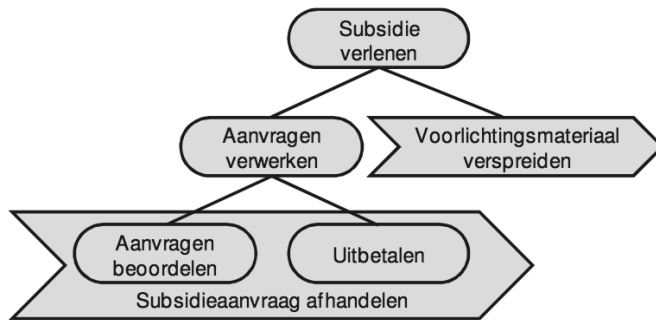 Subsidie
verlenen
Aanvragen
verwerken
Voorlichtingsmateriaal
verspreiden
Aanvragen
beoordelen
Uitbetalen
Subsidieaanvraag afhandelen